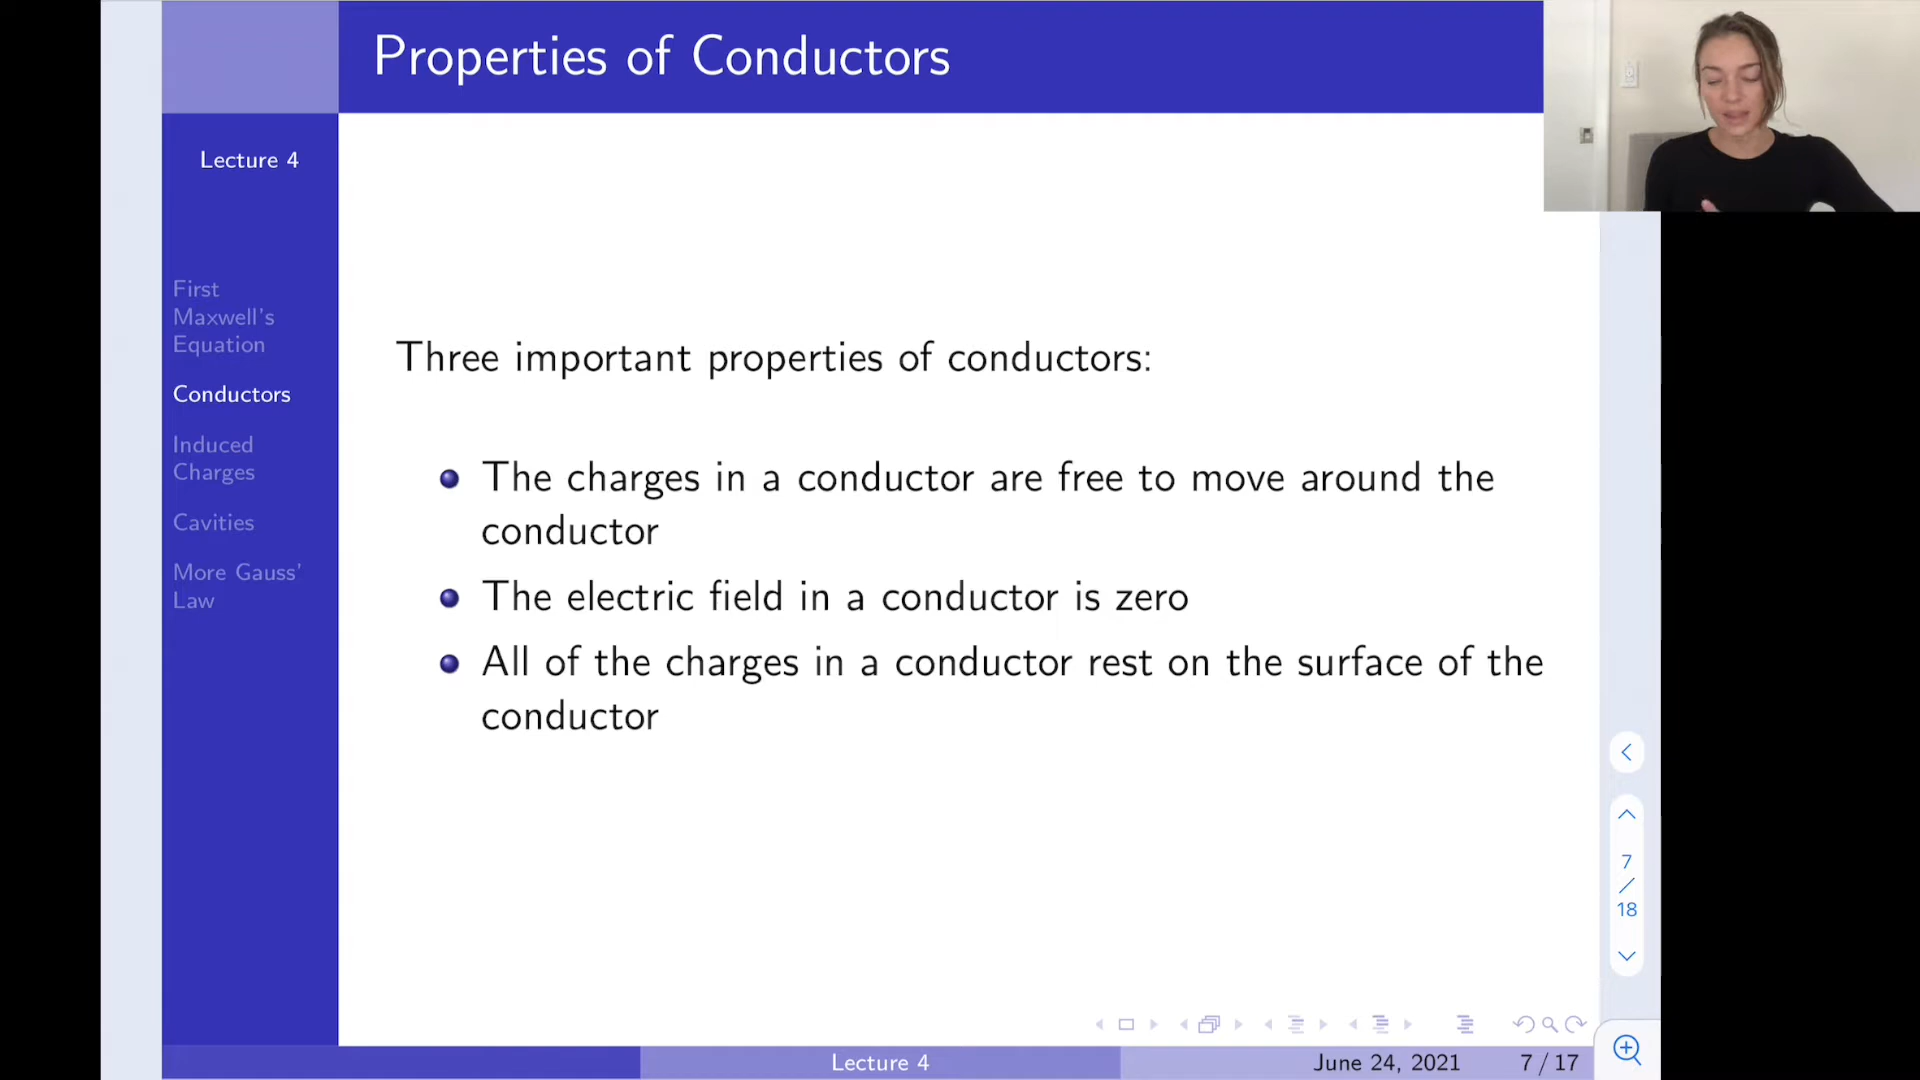 Properties of Conductors
Lecture 4
First
Maxwell's
Equation
Conductors
Induced
Charges
Cavities
More Gauss'
Law
Three important properties of conductors:
The charges in a conductor are free to move around the
conductor
The electric field in a conductor is zero
All of the charges in a conductor rest on the surface of the
conductor
7
/
18
Lecture 4
June 24, 2021
7 / 17